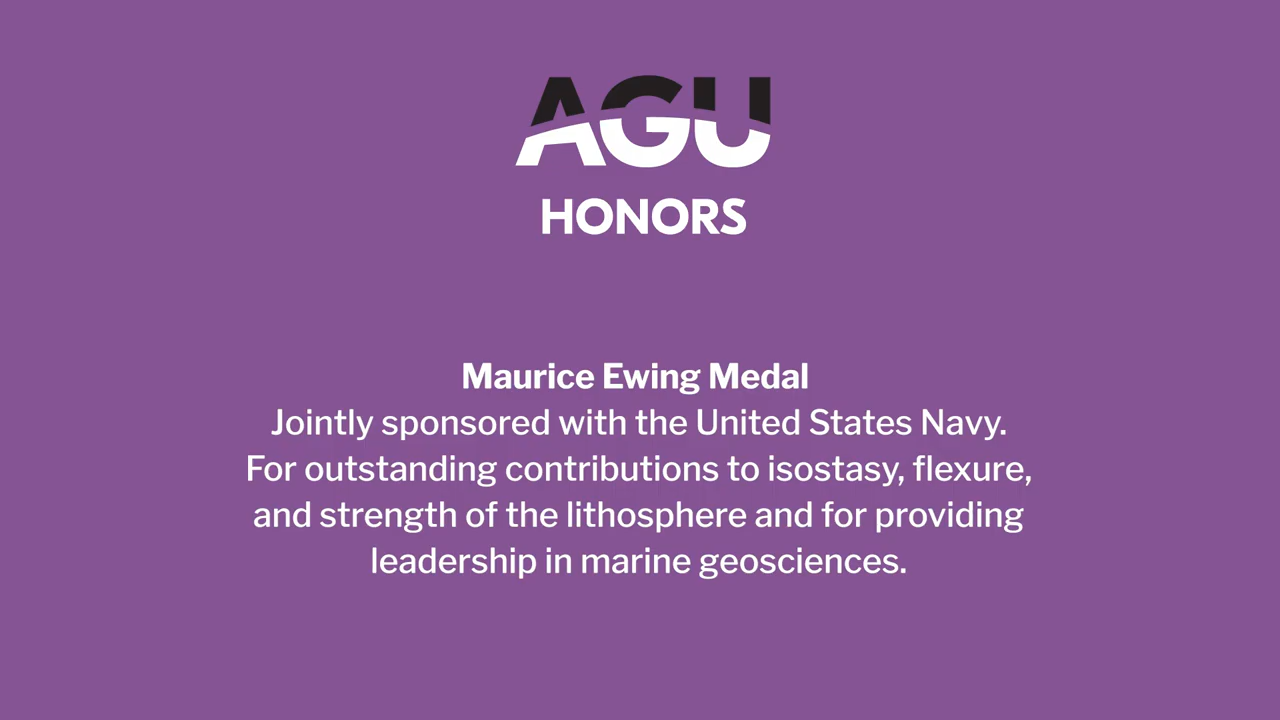 AGU
HONORS
Maurice Ewing Medal
Jointly sponsored with the United States Navy.
For outstanding contributions to isostasy, flexure,
and strength of the lithosphere and for providing
leadership in marine geosciences.